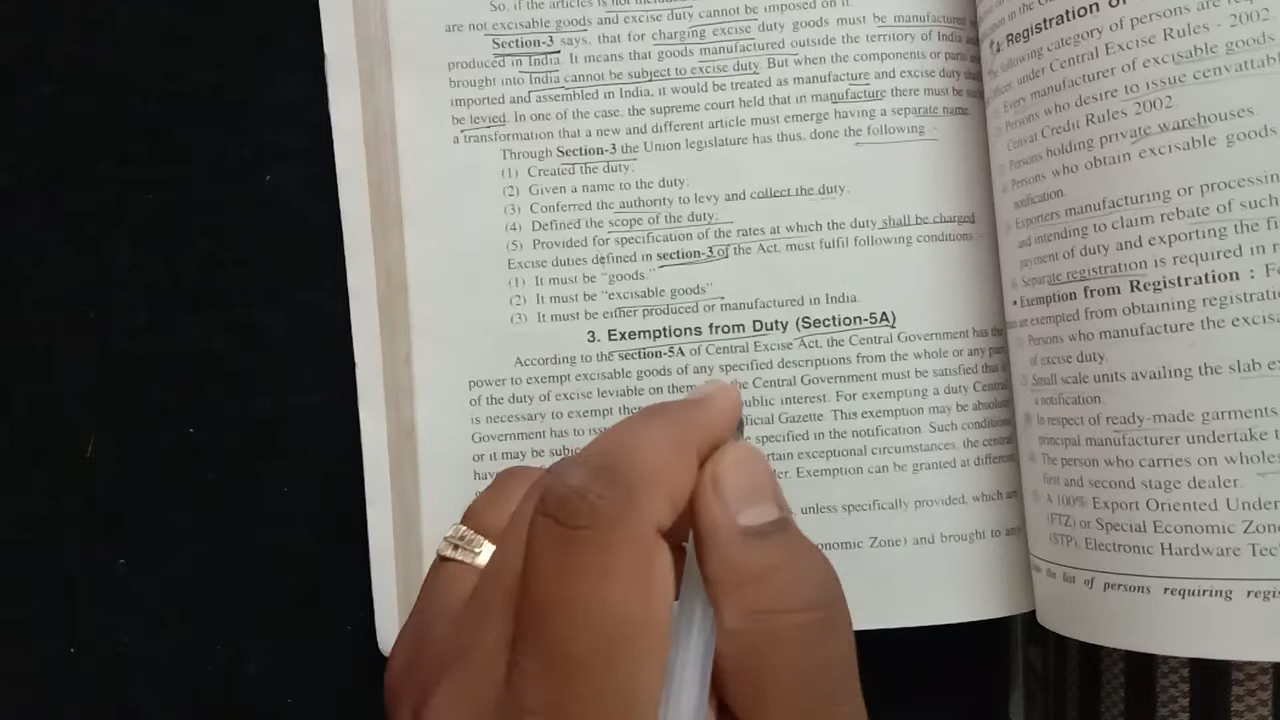 So, if the articles is not
are not excisable goods and excise duty cannot be imposed on it.
Section-3 says, that for charging excise duty goods must be manufactured
produced in India. It means that goods manufactured outside the territory of India and
brought into India cannot be subject to excise duty. But when the components or parts
imported and assembled in India, it would be treated as manufacture and excise duty
be levied. In one of the case, the supreme court held that in manufacture there must be
a transformation that a new and different article must emerge having a separate name
Through Section-3 the Union legislature has thus, done the following :-
(1) Created the duty;
(2) Given a name to the duty;
(3) Conferred the authority to levy and collect the duty;
(4) Defined the scope of the duty;
(5) Provided for specification of the rates at which the duty shall be charged
Excise duties defined in section-3 of the Act, must fulfil following conditions :-
(1) It must be "goods."
(2) It must be "excisable goods"
(3) It must be either produced or manufactured in India.
3. Exemptions from Duty (Section-5A)
According to the section-5A of Central Excise Act, the Central Government has the
power to exempt excisable goods of any specified descriptions from the whole or any part
of the duty of excise leviable on them the Central Government must be satisfied that
is necessary to exempt public interest. For exempting a duty Central
Government has to Gazette. This exemption may be
or it may be specified in the notification. Such
exceptional circumstances, the central
Exemption can be granted at different
unless specifically provided, which
Zone) and brought to any
4. Registration of
following category of persons are
under Central Excise Rules - 2002.
Every manufacturer of excisable goods
Persons who desire to issue
Cenvat Credit Rules 2002.
Persons holding private warehouses.
Persons who obtain excisable goods
notification.
Exporters manufacturing or
and intending to claim rebate of such
payment of duty and exporting the
Separate registration is required in
• Exemption from Registration :
are exempted from obtaining
Persons who manufacture the
of excise duty.
Small scale units availing the slab
a notification.
In respect of ready-made garments
principal manufacturer undertake
The person who carries on
first and second stage dealer.
A 100% Export Oriented
(FTZ) or Special Economic
(STP), Electronic Hardware
the list of persons requiring